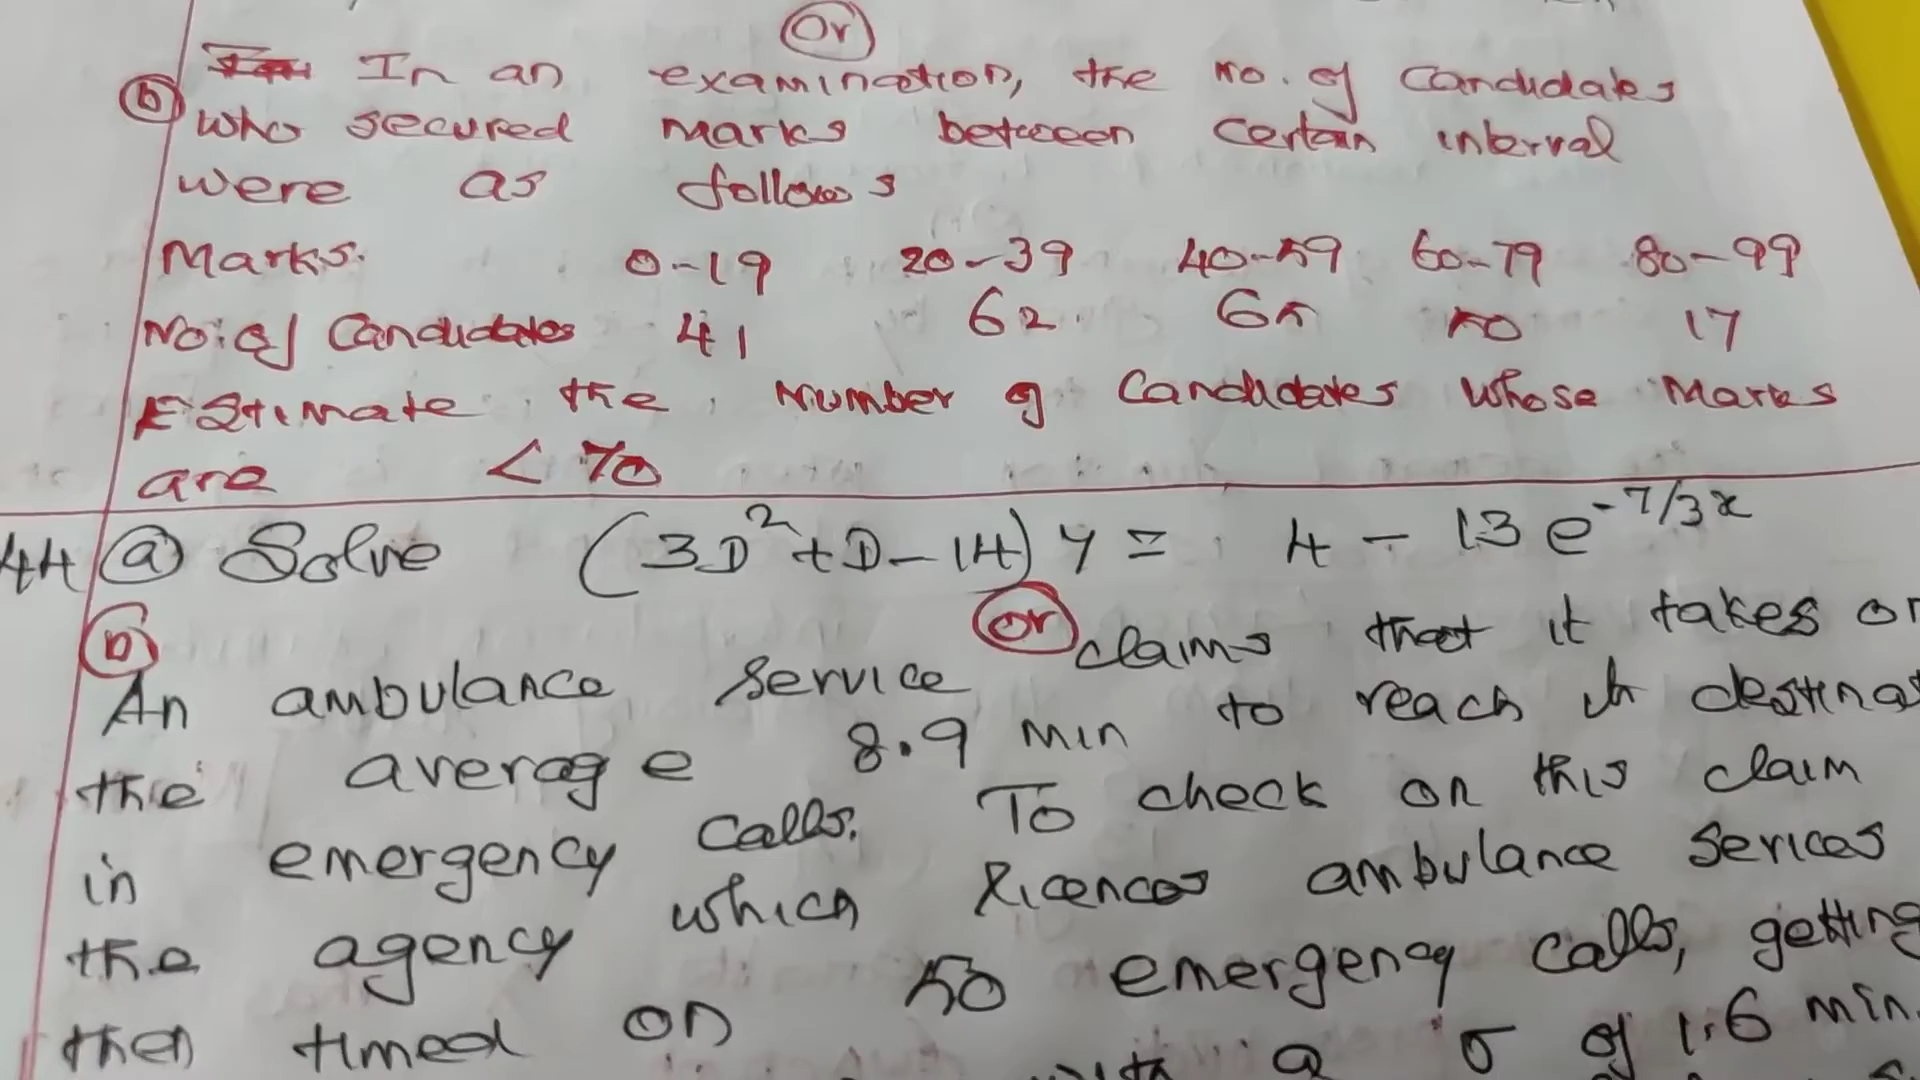 Or
b In an examination, the no. of candidates
who secured marks between certain interval
were as follows
Marks. 0-19 20-39 40-59 60-79 80-99
No. of Candidates 41 62 65 50 17
Estimate the number of candidates whose marks
are < 70
44 a Solve (3D²+D-14) y = 4 - 13 e^-7/3x
or
b
An ambulance service claims that it takes on
the average 8.9 min to reach its destinat
in emergency calls. To check on this claim
the agency which licences ambulance serices
then timed on 50 emergency calls, getting
with a σ of 1.6 min.